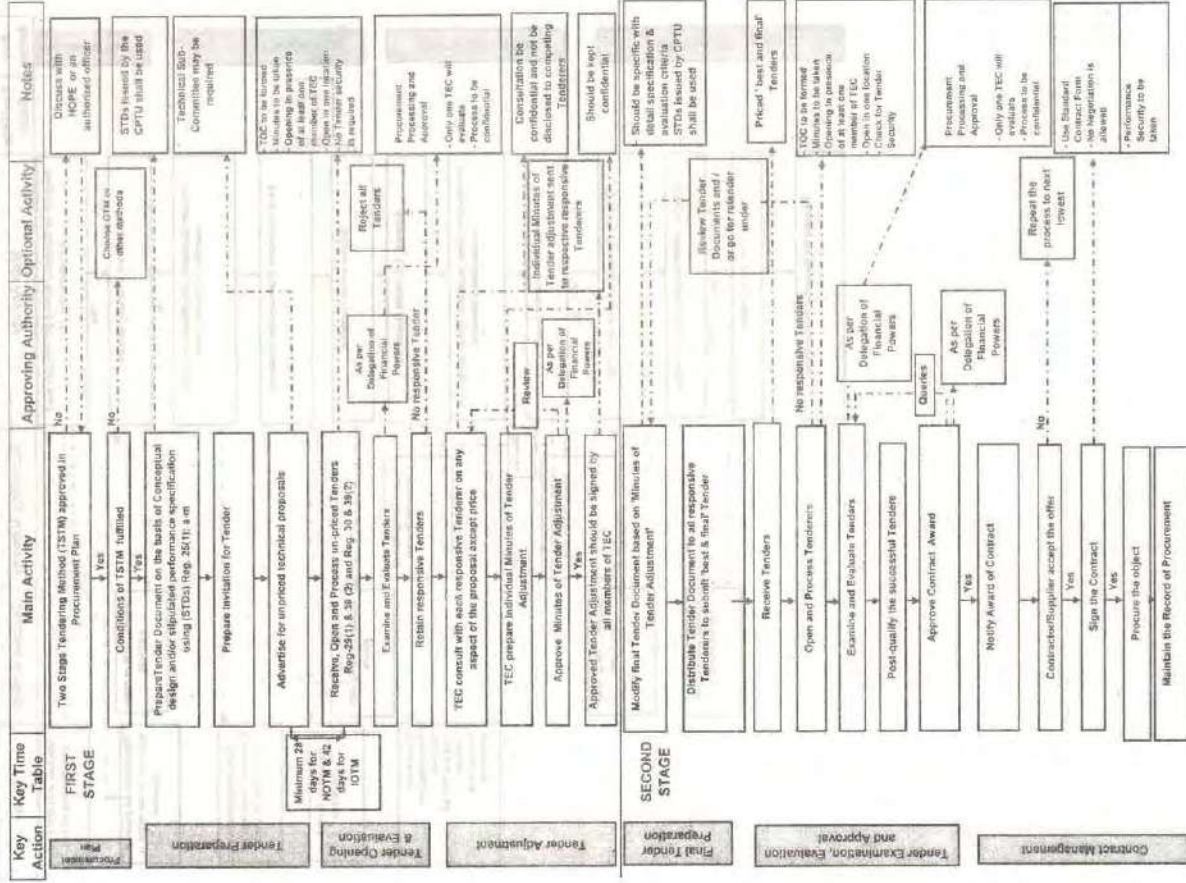 Key Action
Key Time Table
Main Activity
Approving Authority
Optional Activity
Notes
FIRST STAGE
Procurement Plan
Two Stage Tendering Method (TSTM) approved in
Procurement Plan
No
Discuss with
HOPE or an
authorized officer
Yes
Conditions of TSTM fulfilled
No
Choose OTM or
other methods
STDs issued by the
CPTU shall be used
Yes
Tender Preparation
Prepare Tender Document on the basis of Conceptual
design and/or stipulated performance specification
using (STDs) Reg. 25(1): a-m
Technical Sub-
Committee may be
required
Prepare Invitation for Tender
Advertise for unpriced technical proposals
Minimum 28
days for
NOTM & 42
days for
IOTM
- TOC to be formed
- Minutes to be taken
- Opening in presence
of at least one
member of TEC
- Open in one location
- No Tender security
is required
Tender Opening
& Evaluation
Receive, Open and Process un-priced Tenders
Examine and Evaluate Tenders
As per
Delegation of
Financial
Powers
Reject all
Tenders
Procurement
Processing and
Approval
- Only one TEC will
evaluate
- Process to be
confidential
Retain responsive Tenders
No responsive Tender
Tender Adjustment
TEC consult with each responsive Tenderer on any
aspect of the proposal except price
Consultation be
confidential and not be
disclosed to competing
Tenderers
TEC prepare individual Minutes of Tender
Adjustment
Review
Individual Minutes of
Tender adjustment sent
to respective responsive
Tenderers
Approve Minutes of Tender Adjustment
As per
Delegation of
Financial
Powers
Yes
Approved Tender Adjustment should be signed by
all members of TEC
Should be kept
confidential
SECOND
STAGE
Final Tender
Preparation
Modify final Tender Document based on 'Minutes of
Tender Adjustment'
- Should be specific with
detail specification &
evaluation criteria
STDs issued by CPTU
shall be used
Distribute Tender Document to all responsive
Tenderers to submit 'best & final' Tender
Review Tender
Documents and /
or go for retender
under
Tender Examination, Evaluation,
and Approval
Receive Tenders
Priced 'best and final'
Tenders
Open and Process Tenderers
No responsive Tenders
- TOC to be formed
- Minutes to be taken
- Opening in presence
of at least one
member of TEC
- Open in one location
- Check for Tender
Security
Examine and Evaluate Tenders
As per
Delegation of
Financial
Powers
Post-qualify the successful Tenders
Queries
Procurement
Processing and
Approval
- Only one TEC will
evaluate
- Process to be
confidential
Approve Contract Award
As per
Delegation of
Financial
Powers
Yes
Contract Management
Notify Award of Contract
Contractor/Supplier accept the offer
No
Repeat the
process to next
lowest
Yes
Sign the Contract
- Use Standard
Contract Form
- No Negotiation is
allowed
- Performance
Security to be
taken
Yes
Procure the object
Maintain the Record of Procurement